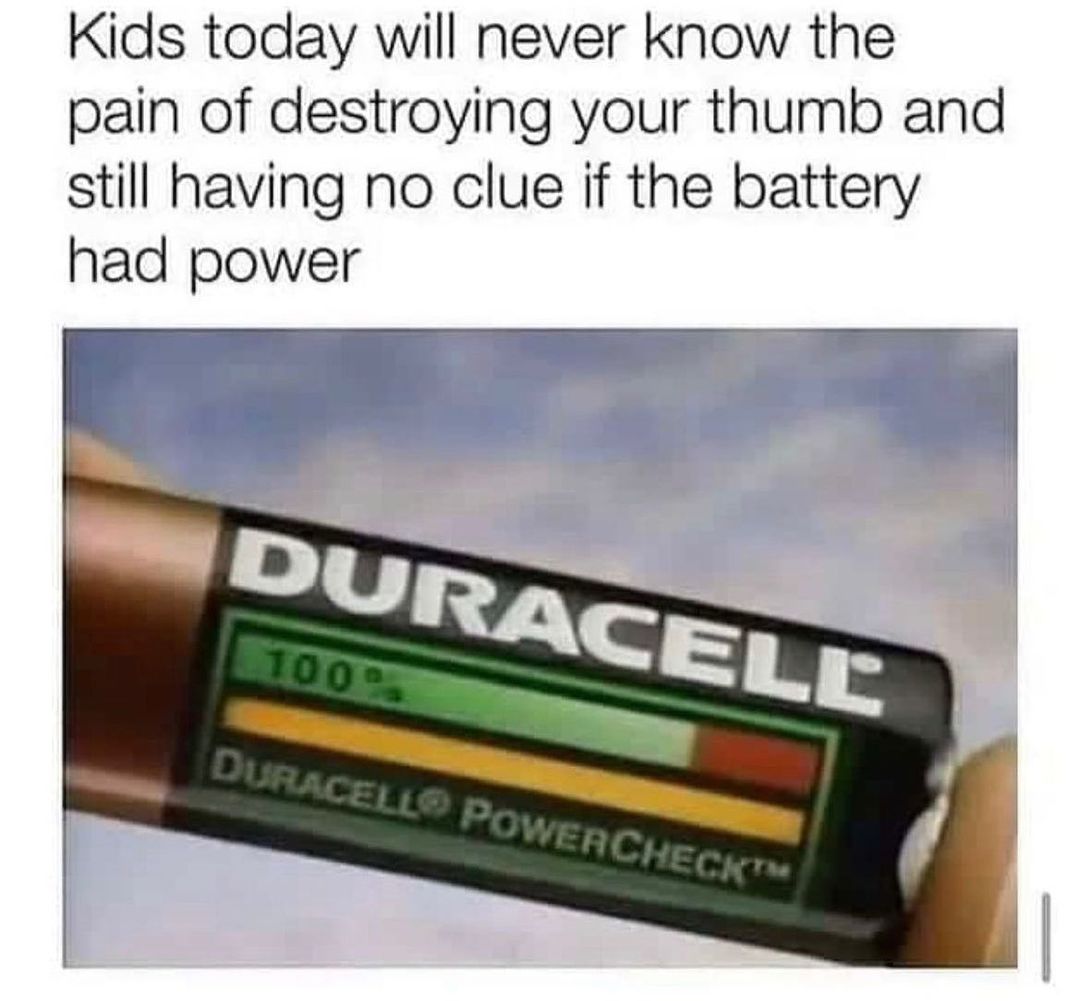 Kids today will never know the
pain of destroying your thumb and
still having no clue if the battery
had power
DURACELL
100%
DURACELL® POWERCHECK™